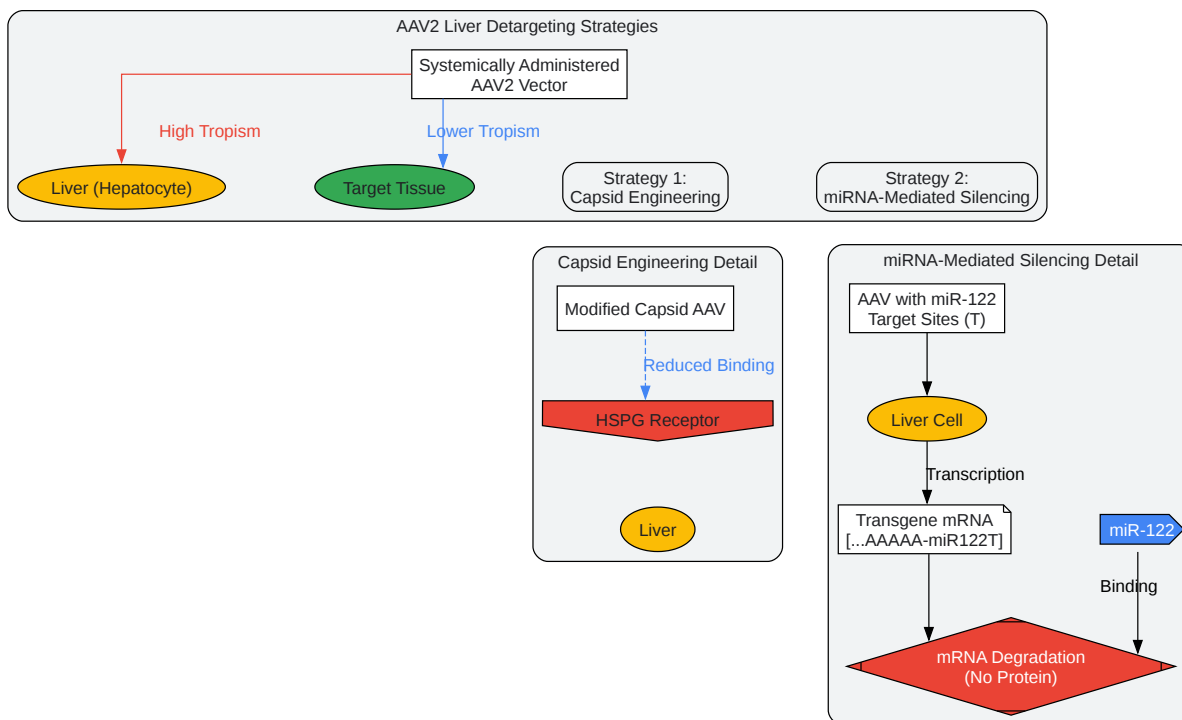 AAV2 Liver Detargeting Strategies
Systemically Administered
AAV2 Vector
High Tropism
Lower Tropism
Liver (Hepatocyte)
Target Tissue
Strategy 1:
Capsid Engineering
Strategy 2:
miRNA-Mediated Silencing
Capsid Engineering Detail
Modified Capsid AAV
Reduced Binding
HSPG Receptor
Liver
miRNA-Mediated Silencing Detail
AAV with miR-122
Target Sites (T)
Liver Cell
Transcription
Transgene mRNA
[...AAAAA-miR122T]
miR-122
Binding
mRNA Degradation
(No Protein)